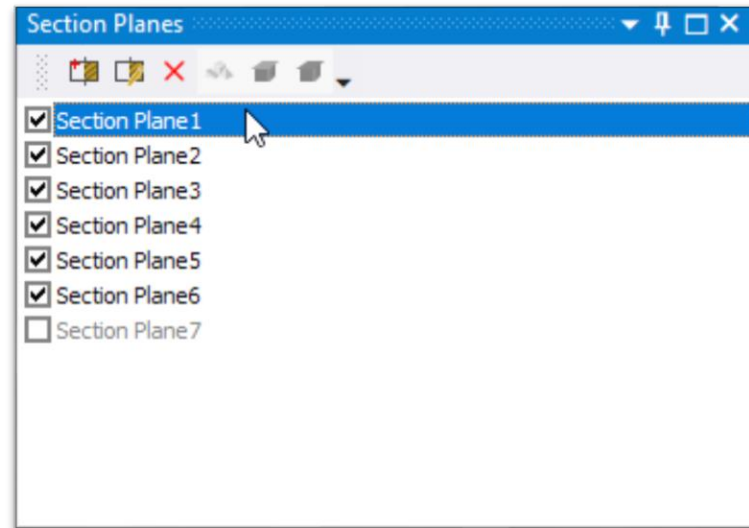 Section Planes
Section Plane1
Section Plane2
Section Plane3
Section Plane4
Section Plane5
Section Plane6
Section Plane7